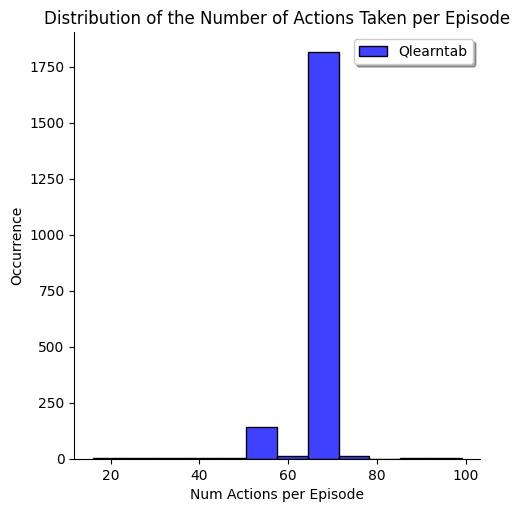 Distribution of the Number of Actions Taken per Episode
Qlearntab
1750
1500
1250
1000
750
500
250
0
Occurrence
20 40 60 80 100
Num Actions per Episode